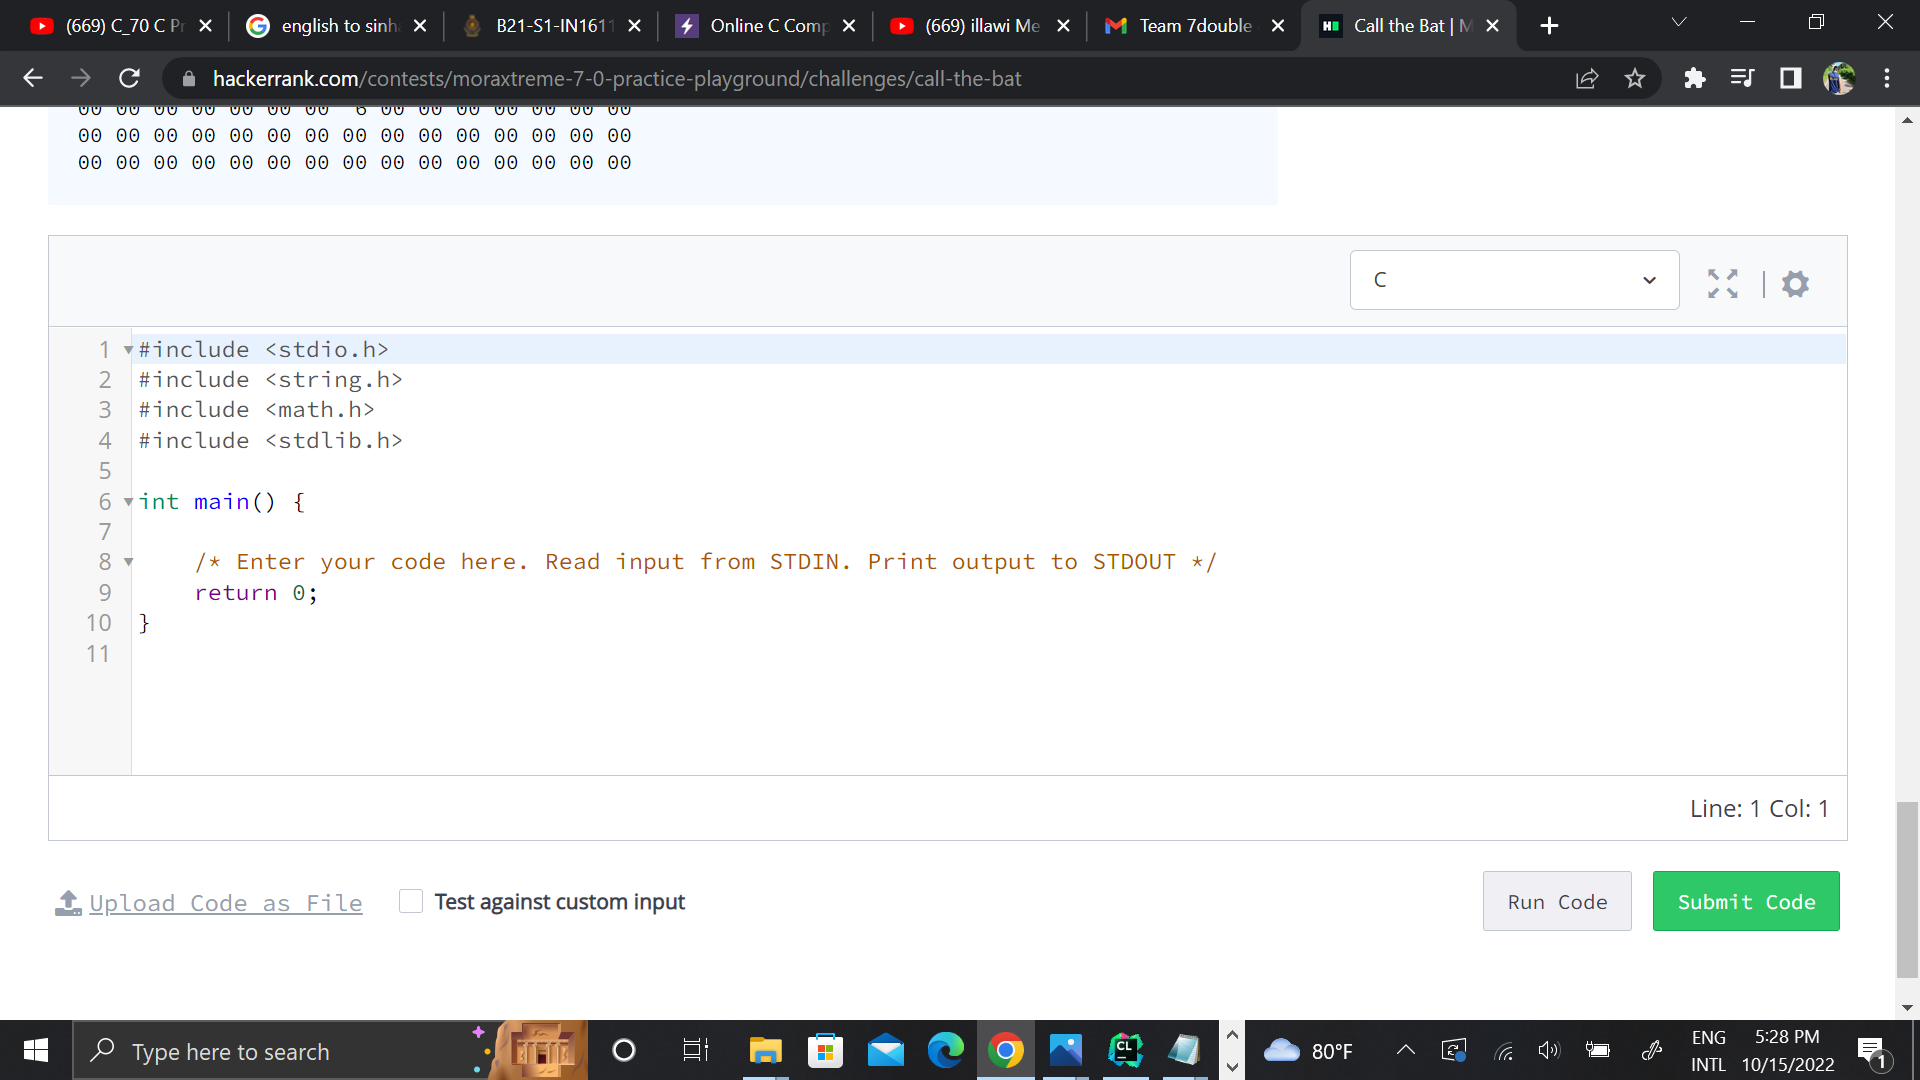 (669) C_70 C Pr
english to sinh
B21-S1-IN1611
Online C Comp
(669) illawi Me
Team 7double
Call the Bat | M
hackerrank.com/contests/moraxtreme-7-0-practice-playground/challenges/call-the-bat
00 00 00 00 00 00 00 6 00 00 00 00 00 00 00
00 00 00 00 00 00 00 00 00 00 00 00 00 00 00
00 00 00 00 00 00 00 00 00 00 00 00 00 00 00
C
1 #include <stdio.h>
2 #include <string.h>
3 #include <math.h>
4 #include <stdlib.h>
5
6 int main() {
7
8 /* Enter your code here. Read input from STDIN. Print output to STDOUT */
9 return 0;
10 }
11
Line: 1 Col: 1
Upload Code as File
Test against custom input
Run Code
Submit Code
Type here to search
CL
80°F
ENG
INTL
5:28 PM
10/15/2022
1